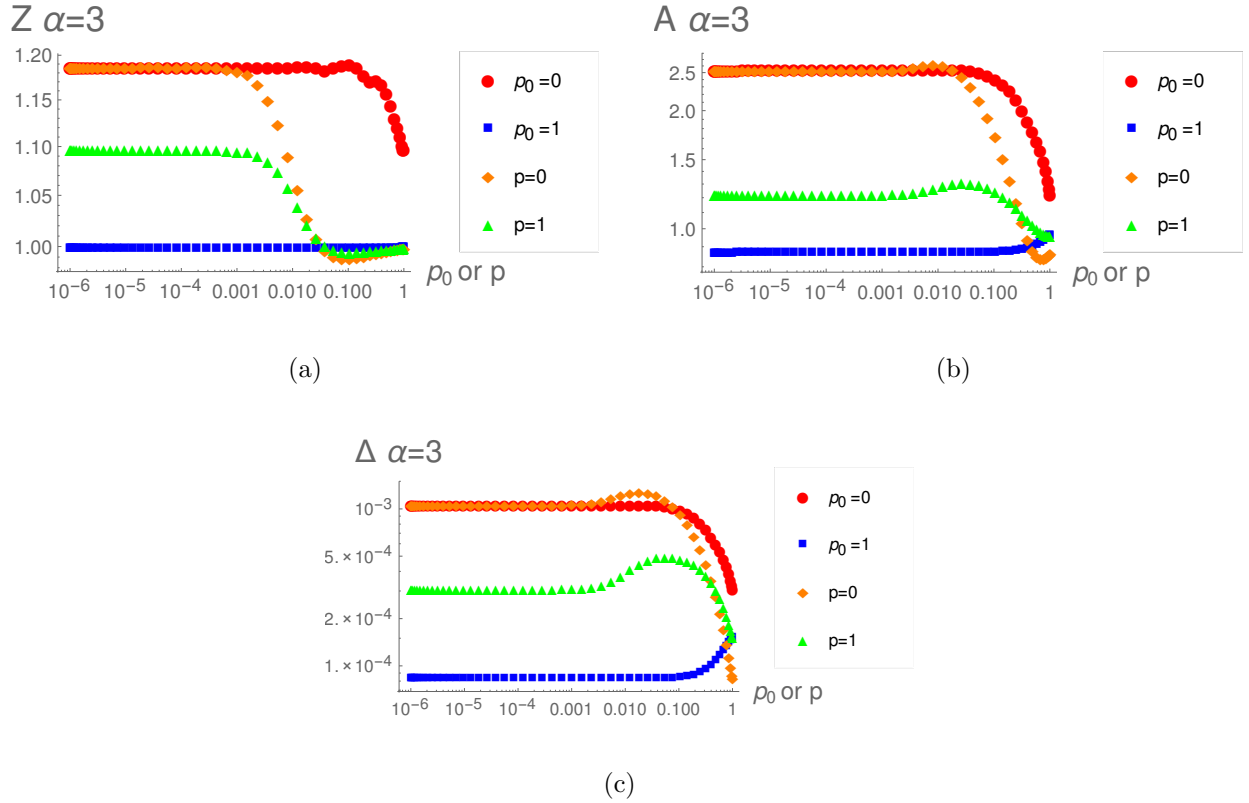 Z α=3
1.20
1.15
1.10
1.05
1.00
10⁻⁶ 10⁻⁵ 10⁻⁴ 0.001 0.010 0.100 1
p₀ or p
p₀=0
p₀=1
p=0
p=1
(a)
A α=3
2.5
2.0
1.5
1.0
10⁻⁶ 10⁻⁵ 10⁻⁴ 0.001 0.010 0.100 1
p₀ or p
p₀=0
p₀=1
p=0
p=1
(b)
Δ α=3
10⁻³
5.×10⁻⁴
2.×10⁻⁴
1.×10⁻⁴
10⁻⁶ 10⁻⁵ 10⁻⁴ 0.001 0.010 0.100 1
p₀ or p
p₀=0
p₀=1
p=0
p=1
(c)